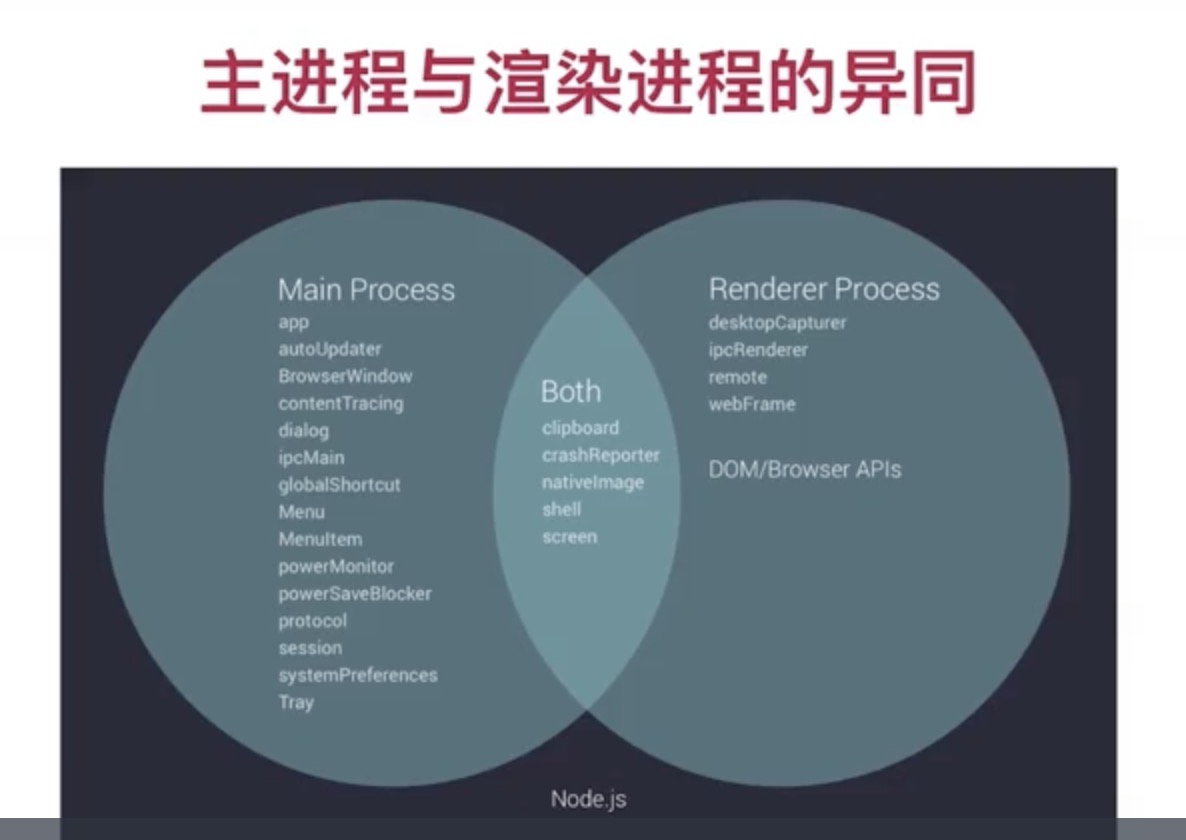 主进程与渲染进程的异同
Main Process
app
autoUpdater
BrowserWindow
contentTracing
dialog
ipcMain
globalShortcut
Menu
MenuItem
powerMonitor
powerSaveBlocker
protocol
session
systemPreferences
Tray
Both
clipboard
crashReporter
nativeImage
shell
screen
Renderer Process
desktopCapturer
ipcRenderer
remote
webFrame
DOM/Browser APIs
Node.js